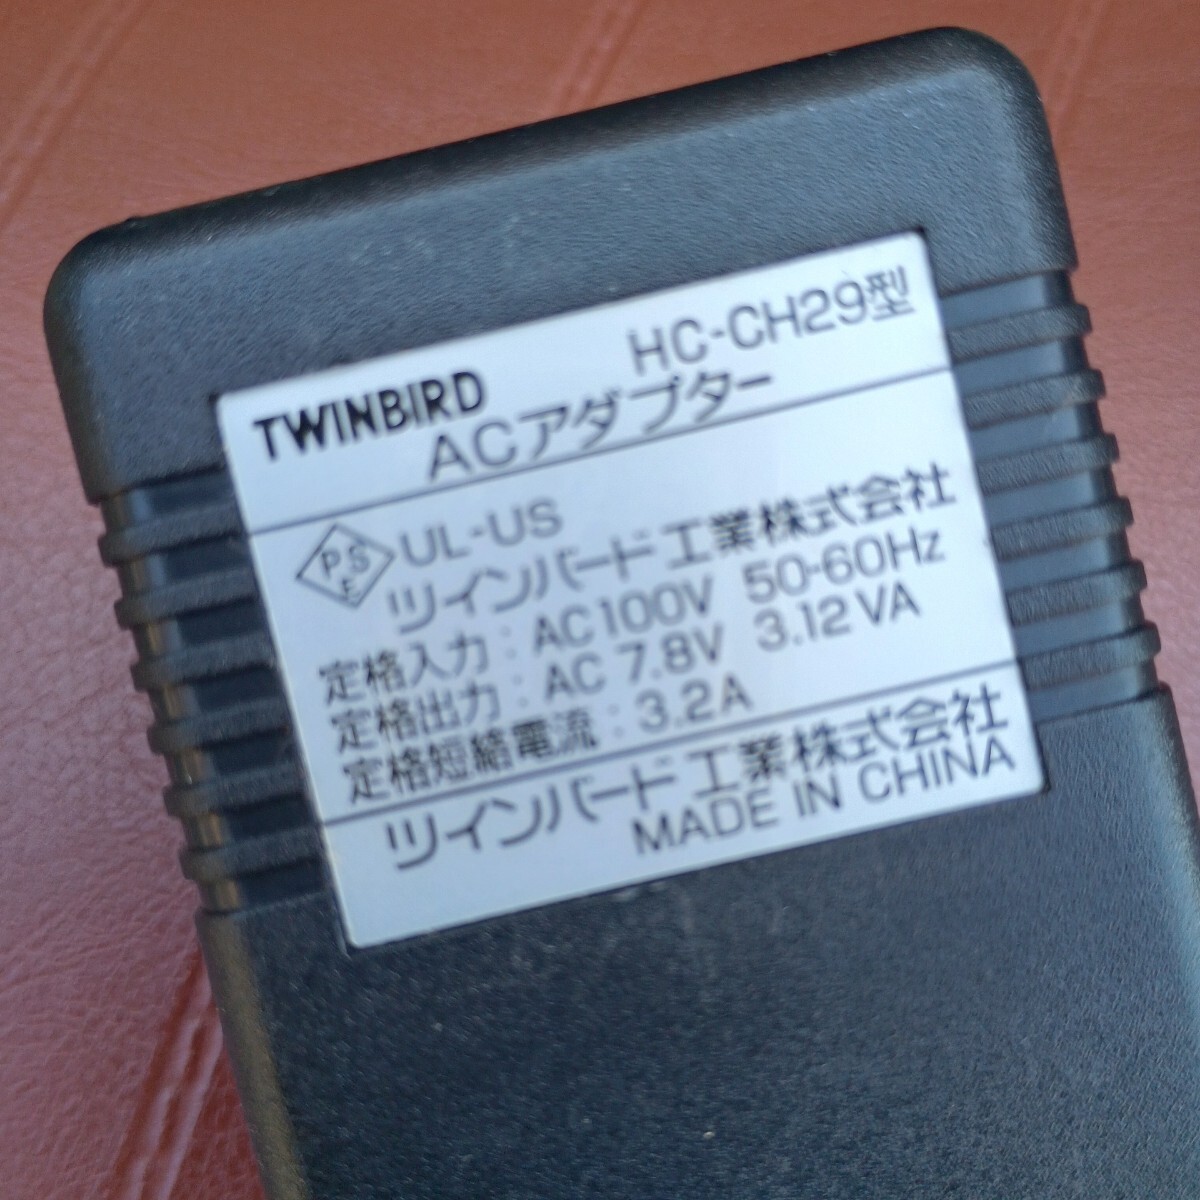 HC-CH29型
TWINBIRD
ACアダプター
PSE UL-US
ツインバード工業株式会社
定格入力：AC100V 50-60Hz
定格出力：AC 7.8V 3.12VA
定格短絡電流：3.2A
ツインバード工業株式会社
MADE IN CHINA